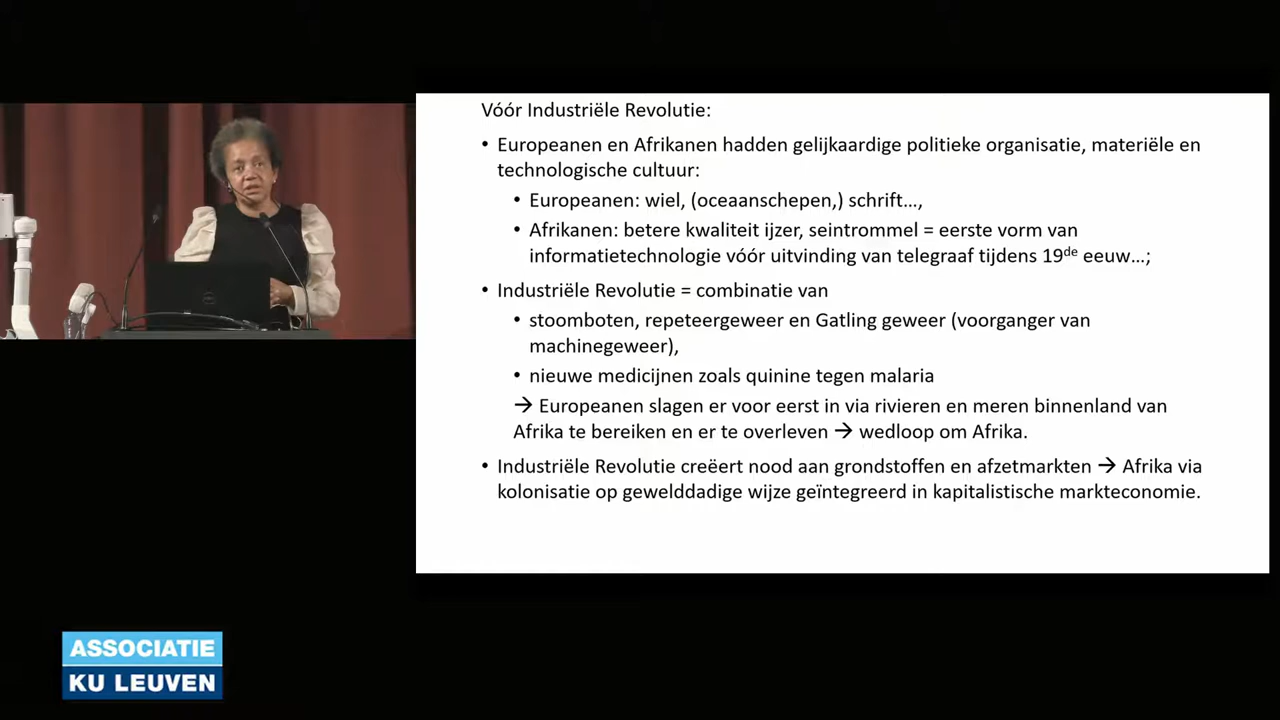 Vóór Industriële Revolutie:
• Europeanen en Afrikanen hadden gelijkaardige politieke organisatie, materiële en
technologische cultuur:
• Europeanen: wiel, (oceaanschepen,) schrift…,
• Afrikanen: betere kwaliteit ijzer, seintrommel = eerste vorm van
informatietechnologie vóór uitvinding van telegraaf tijdens 19de eeuw…;
• Industriële Revolutie = combinatie van
• stoomboten, repeteergeweer en Gatling geweer (voorganger van
machinegeweer),
• nieuwe medicijnen zoals quinine tegen malaria
→ Europeanen slagen er voor eerst in via rivieren en meren binnenland van
Afrika te bereiken en er te overleven → wedloop om Afrika.
• Industriële Revolutie creëert nood aan grondstoffen en afzetmarkten → Afrika via
kolonisatie op gewelddadige wijze geïntegreerd in kapitalistische markteconomie.
ASSOCIATIE
KU LEUVEN